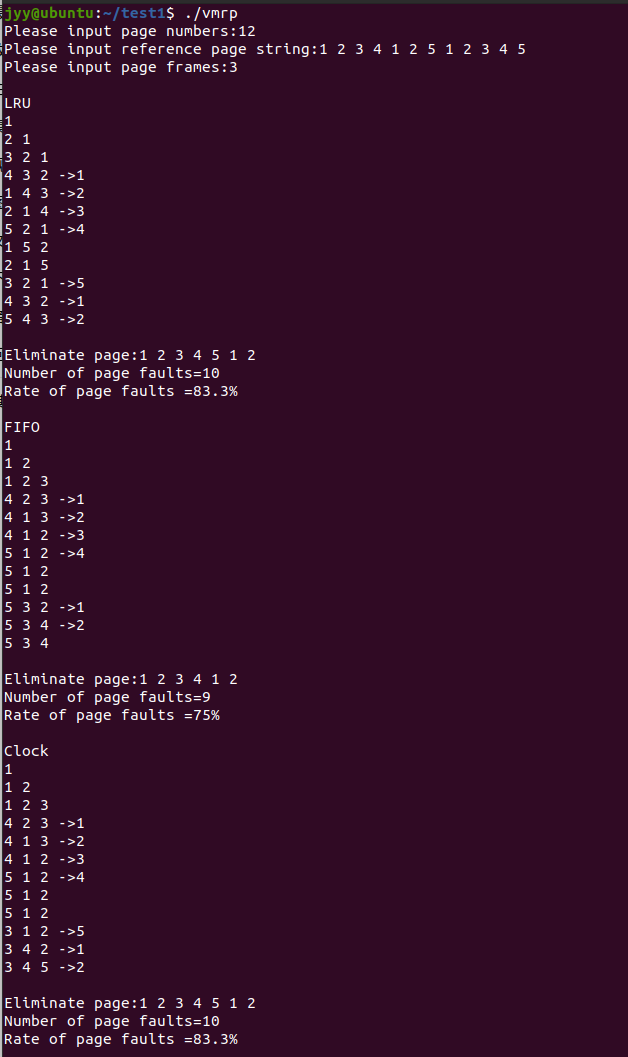 jyy@ubuntu:~/test1$ ./vmrp
Please input page numbers:12
Please input reference page string:1 2 3 4 1 2 5 1 2 3 4 5
Please input page frames:3
LRU
1
2 1
3 2 1
4 3 2 ->1
1 4 3 ->2
2 1 4 ->3
5 2 1 ->4
1 5 2
2 1 5
3 2 1 ->5
4 3 2 ->1
5 4 3 ->2
Eliminate page:1 2 3 4 5 1 2
Number of page faults=10
Rate of page faults =83.3%
FIFO
1
1 2
1 2 3
4 2 3 ->1
4 1 3 ->2
4 1 2 ->3
5 1 2 ->4
5 1 2
5 1 2
5 3 2 ->1
5 3 4 ->2
5 3 4
Eliminate page:1 2 3 4 1 2
Number of page faults=9
Rate of page faults =75%
Clock
1
1 2
1 2 3
4 2 3 ->1
4 1 3 ->2
4 1 2 ->3
5 1 2 ->4
5 1 2
5 1 2
3 1 2 ->5
3 4 2 ->1
3 4 5 ->2
Eliminate page:1 2 3 4 5 1 2
Number of page faults=10
Rate of page faults =83.3%